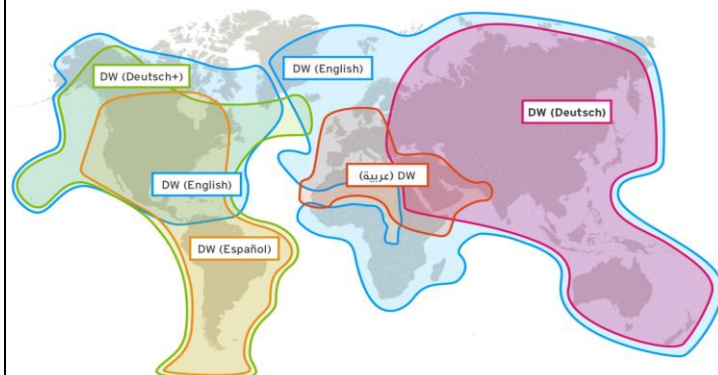 DW (Deutsch+)
DW (English)
DW (Deutsch)
DW (عربية)
DW (English)
DW (Español)